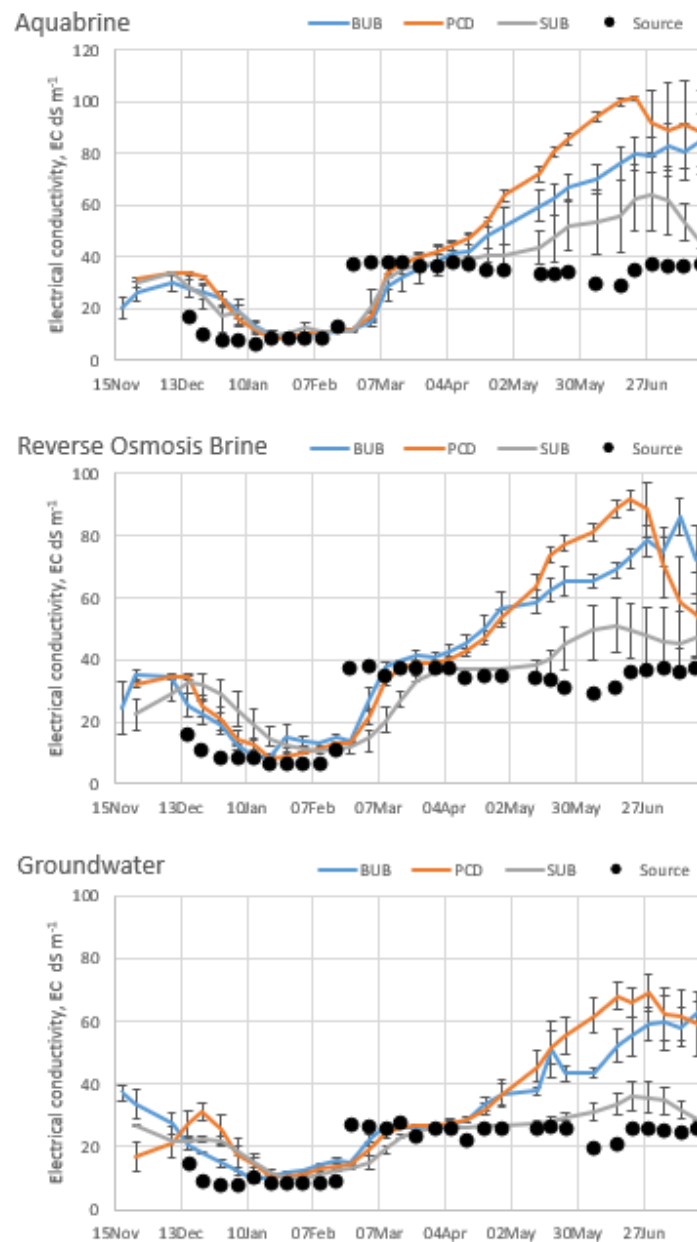 Aquabrine
BUB PCD SUB Source
Electrical conductivity, EC dS m⁻¹
120
100
80
60
40
20
0
15Nov 13Dec 10Jan 07Feb 07Mar 04Apr 02May 30May 27Jun
Reverse Osmosis Brine
BUB PCD SUB Source
Electrical conductivity, EC dS m⁻¹
100
80
60
40
20
0
15Nov 13Dec 10Jan 07Feb 07Mar 04Apr 02May 30May 27Jun
Groundwater
BUB PCD SUB Source
Electrical conductivity, EC dS m⁻¹
100
80
60
40
20
0
15Nov 13Dec 10Jan 07Feb 07Mar 04Apr 02May 30May 27Jun